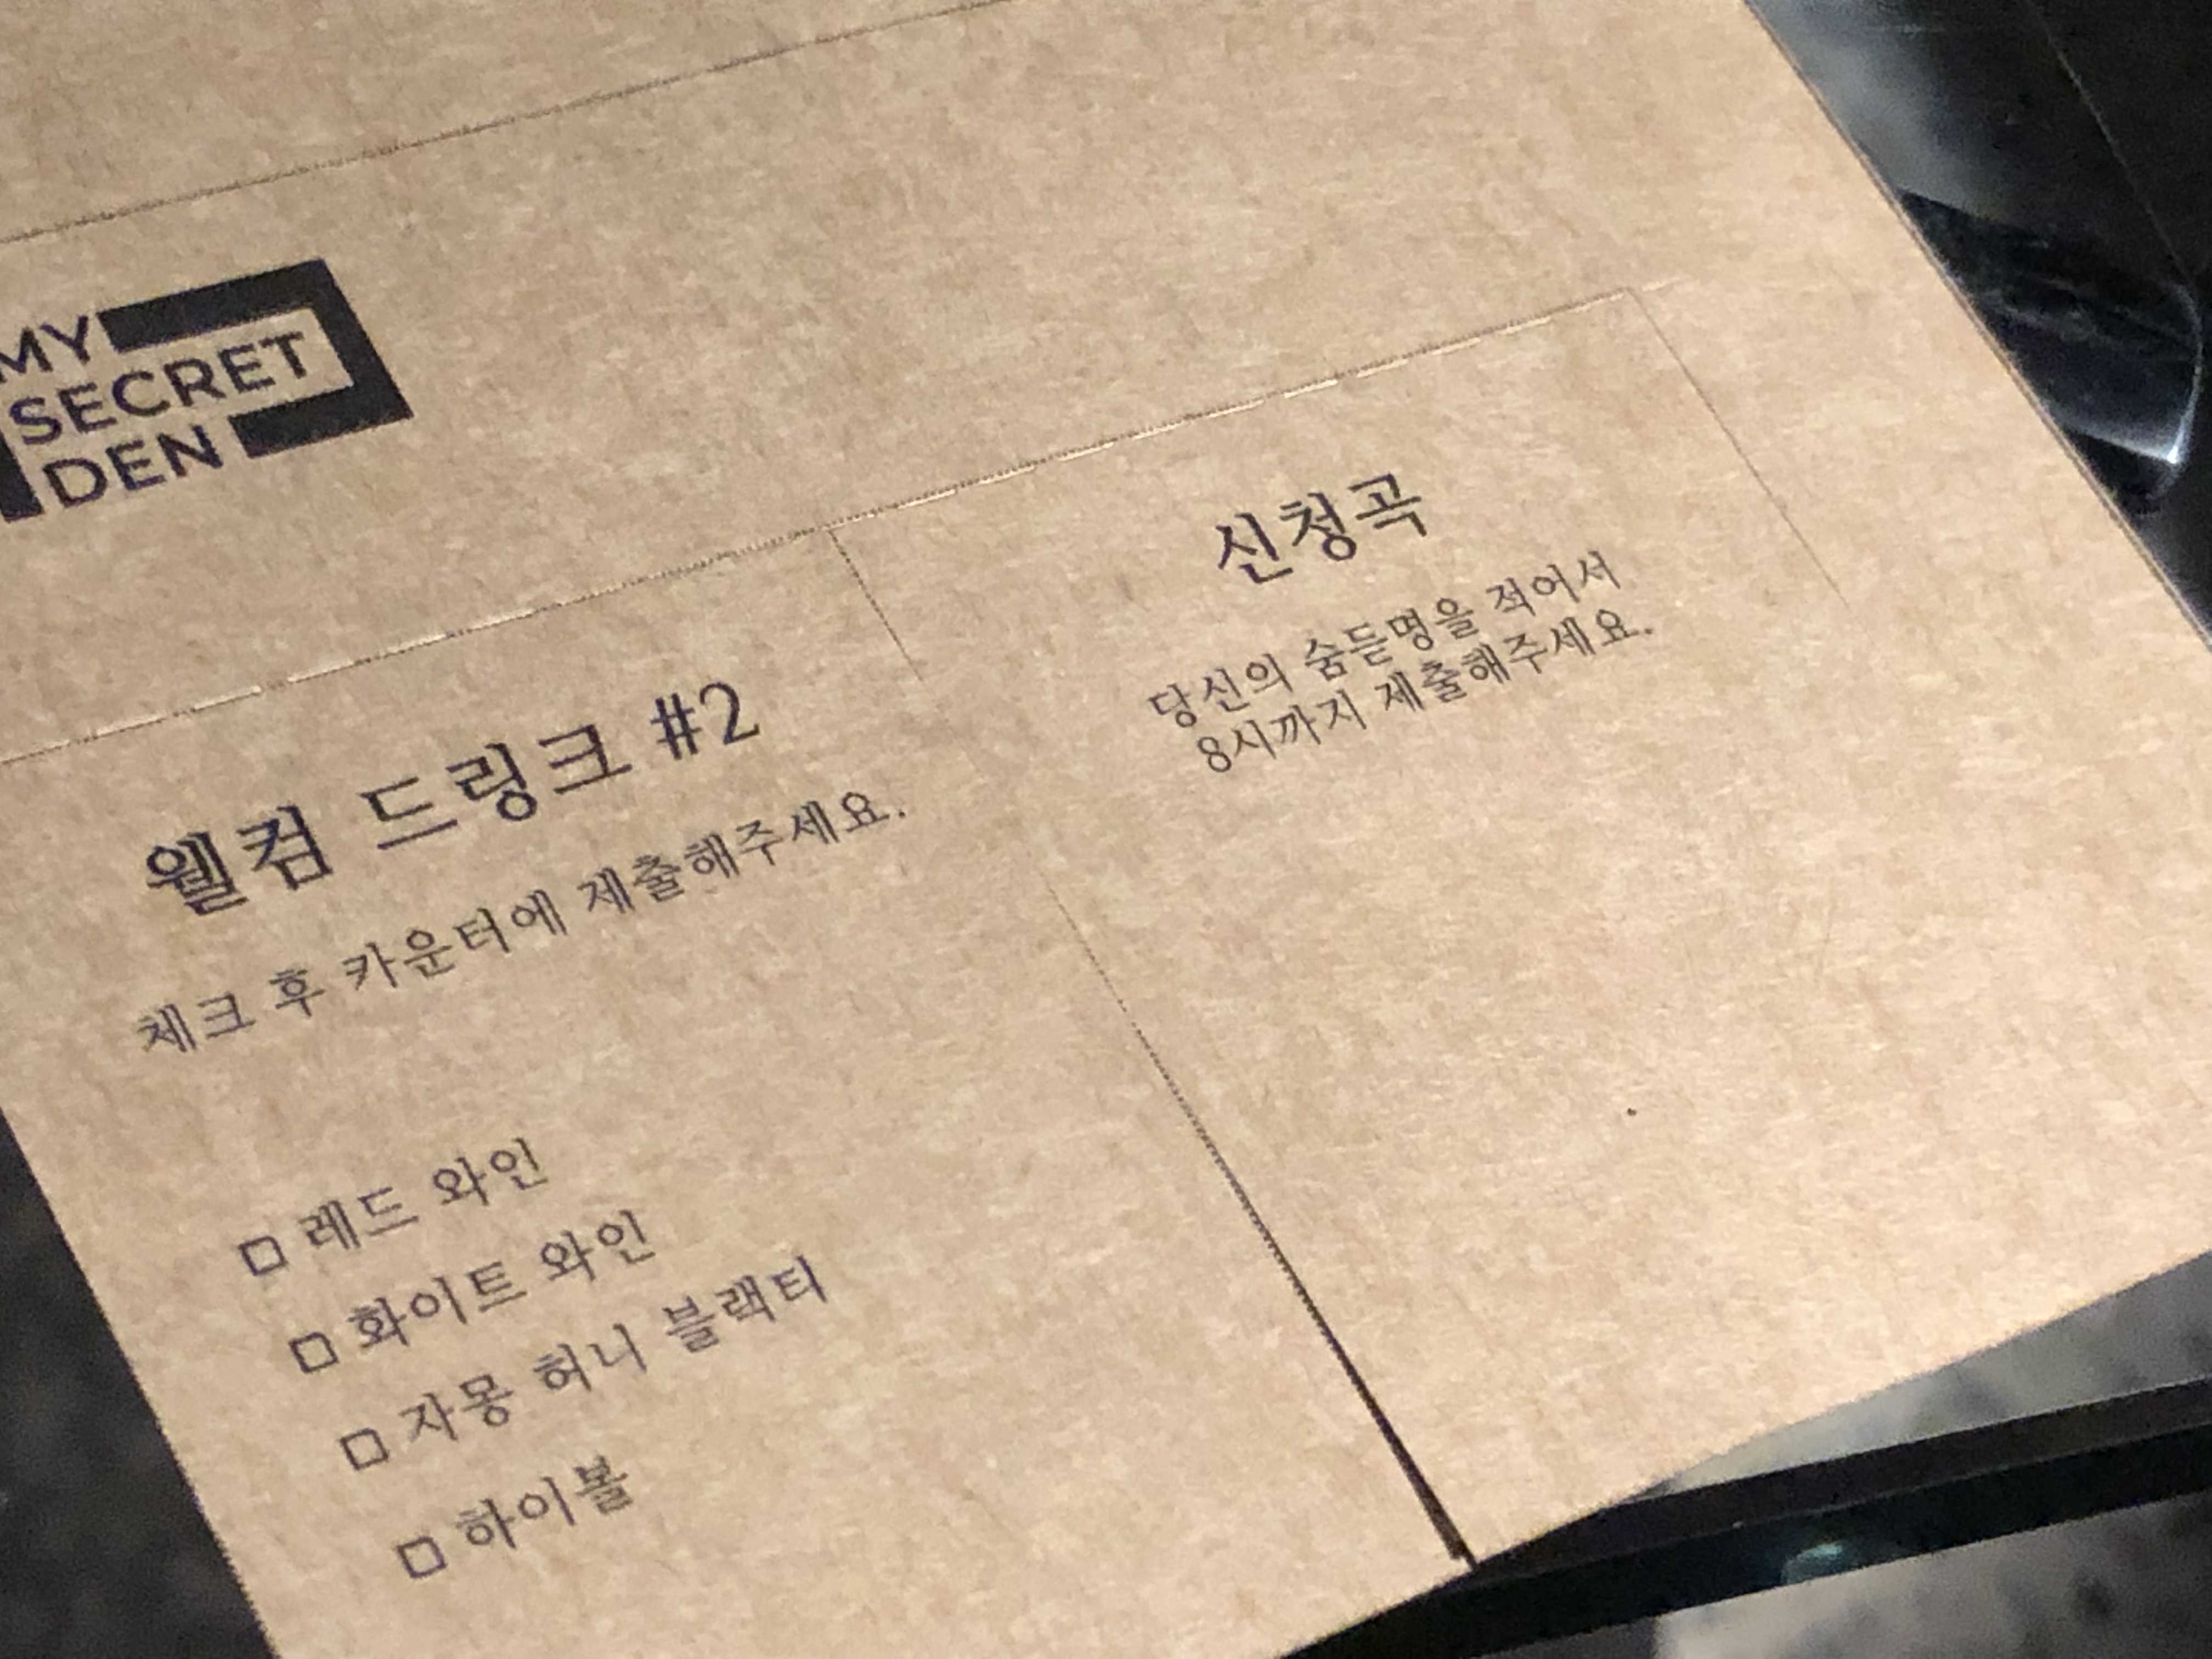 MY
SECRET
DEN
웰컴 드링크 #2
체크 후 카운터에 제출해주세요.
□ 레드 와인
□ 화이트 와인
□ 자몽 허니 블랙티
□ 하이볼
신청곡
당신의 숨듣명을 적어서
8시까지 제출해주세요.